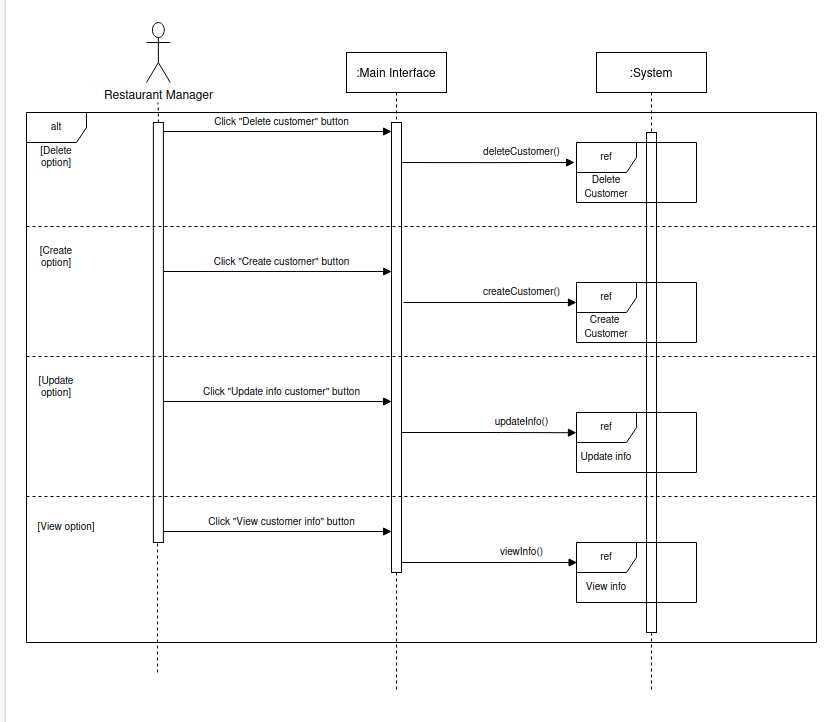 Restaurant Manager
:Main Interface
:System
alt
[Delete
option]
Click "Delete customer" button
deleteCustomer()
ref
Delete
Customer
[Create
option]
Click "Create customer" button
createCustomer()
ref
Create
Customer
[Update
option]
Click "Update info customer" button
updateInfo()
ref
Update info
[View option]
Click "View customer info" button
viewInfo()
ref
View info